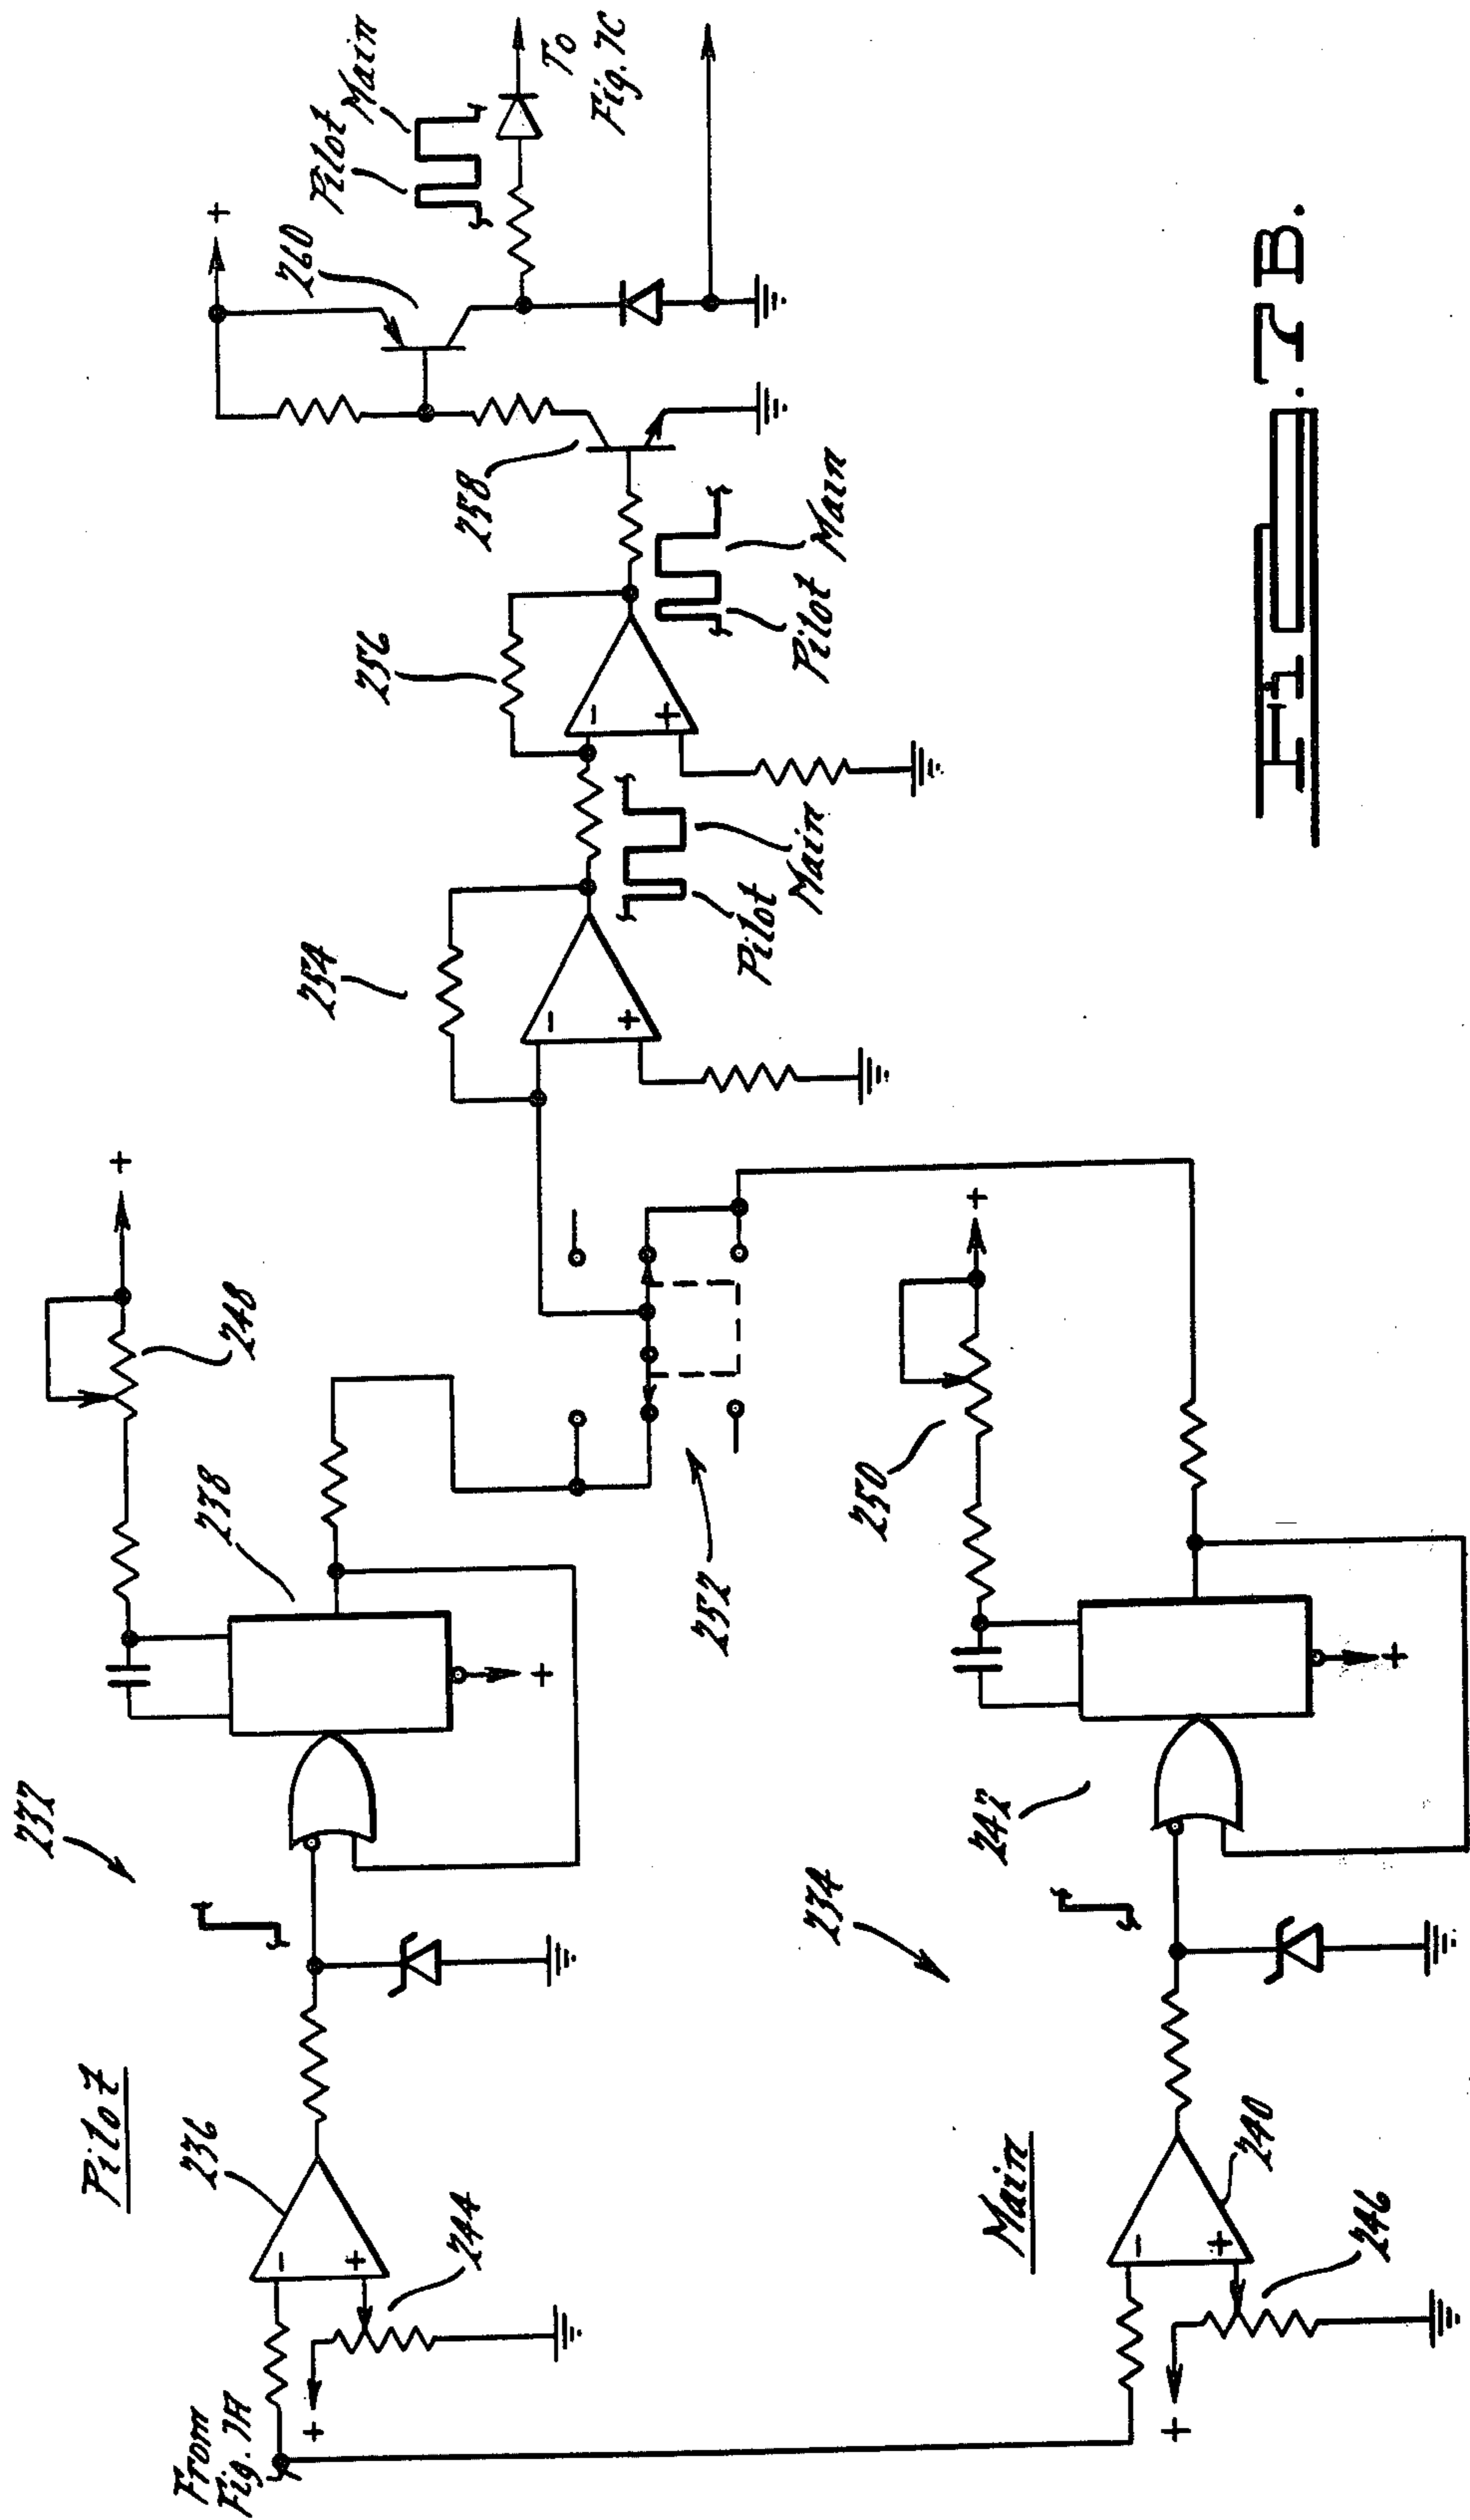 From
Fig. 7A
Pilot
232
236
244
238
248
+
+
-
+
+
Main
234
240
246
242
250
+
+
-
+
+
252
254
-
+
Pilot
Main
256
-
+
Pilot
Main
258
260
+
Pilot
Main
To
Fig. 7C
Fig. 7B.